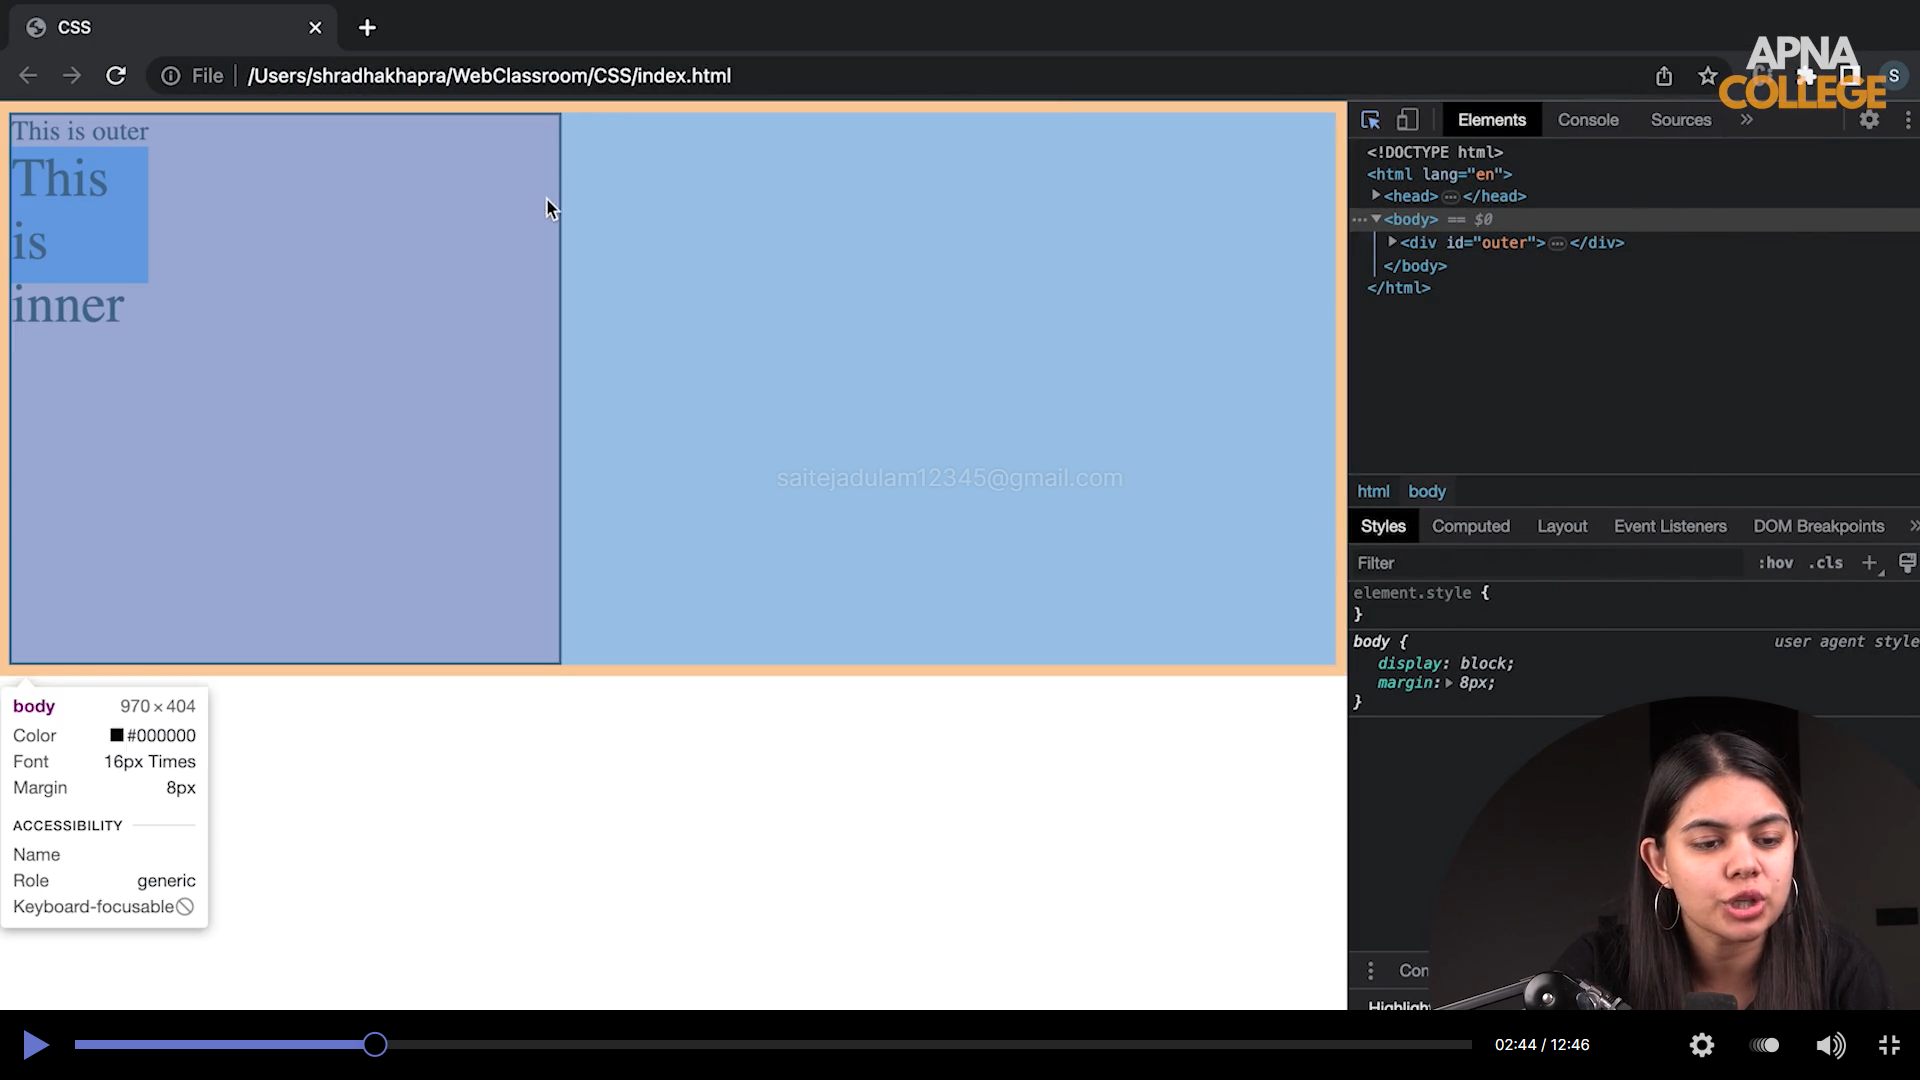 CSS
File
/Users/shradhakhapra/WebClassroom/CSS/index.html
S
APNA
COLLEGE
This is outer
This
is
inner
saitejadulam12345@gmail.com
body 970 × 404
Color #000000
Font 16px Times
Margin 8px
ACCESSIBILITY
Name
Role generic
Keyboard-focusable
Elements Console Sources »
<!DOCTYPE html>
<html lang="en">
<head> … </head>
… <body> == $0
<div id="outer"> … </div>
</body>
</html>
html body
Styles Computed Layout Event Listeners DOM Breakpoints »
Filter :hov .cls +
element.style {
}
body { user agent style
display: block;
margin: 8px;
}
Con
Highligh
02:44 / 12:46